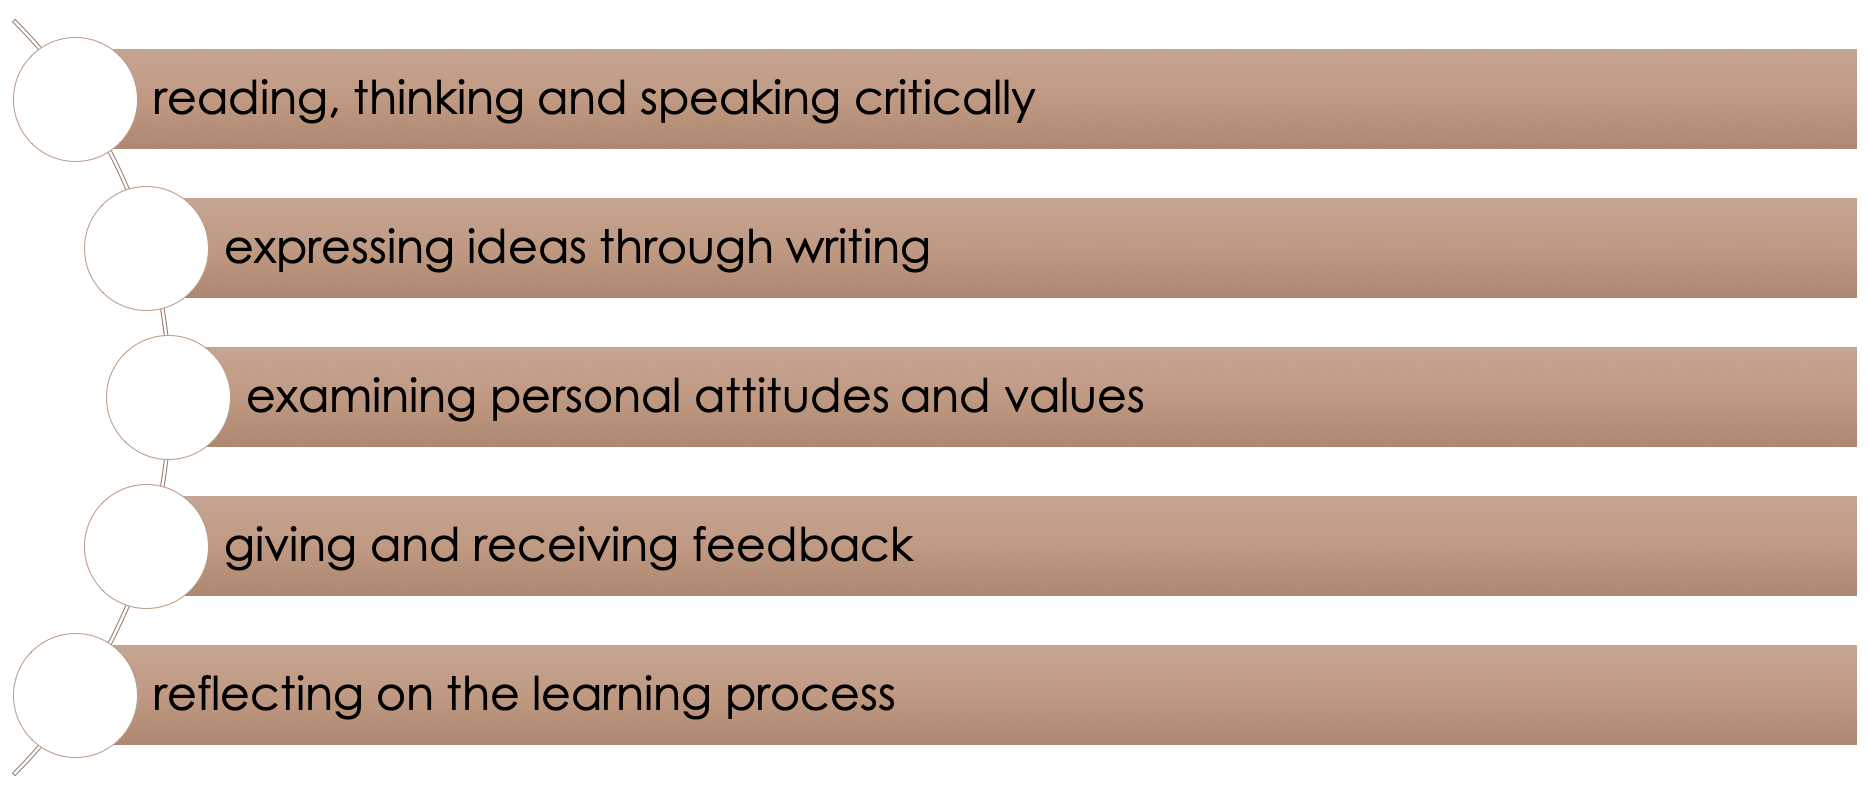 reading, thinking and speaking critically
expressing ideas through writing
examining personal attitudes and values
giving and receiving feedback
reflecting on the learning process